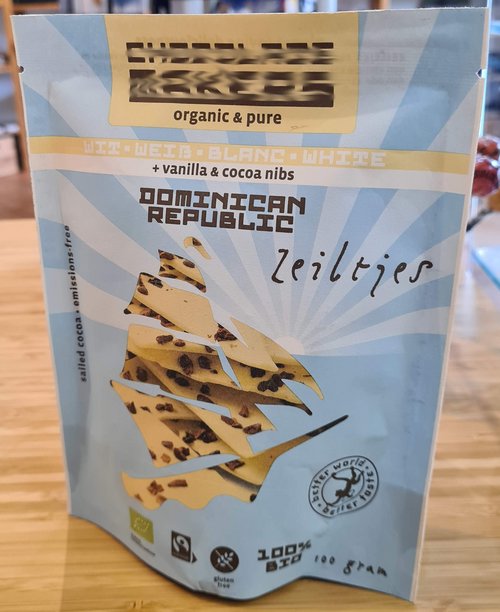 organic & pure
WIT • WEIß • BLANC • WHITE
+ vanilla & cocoa nibs
DOMINICAN
REPUBLIC
zeiltjes
sailed cocoa • emissions-free
better world
better taste
gluten
free
100%
BIO
100 gram